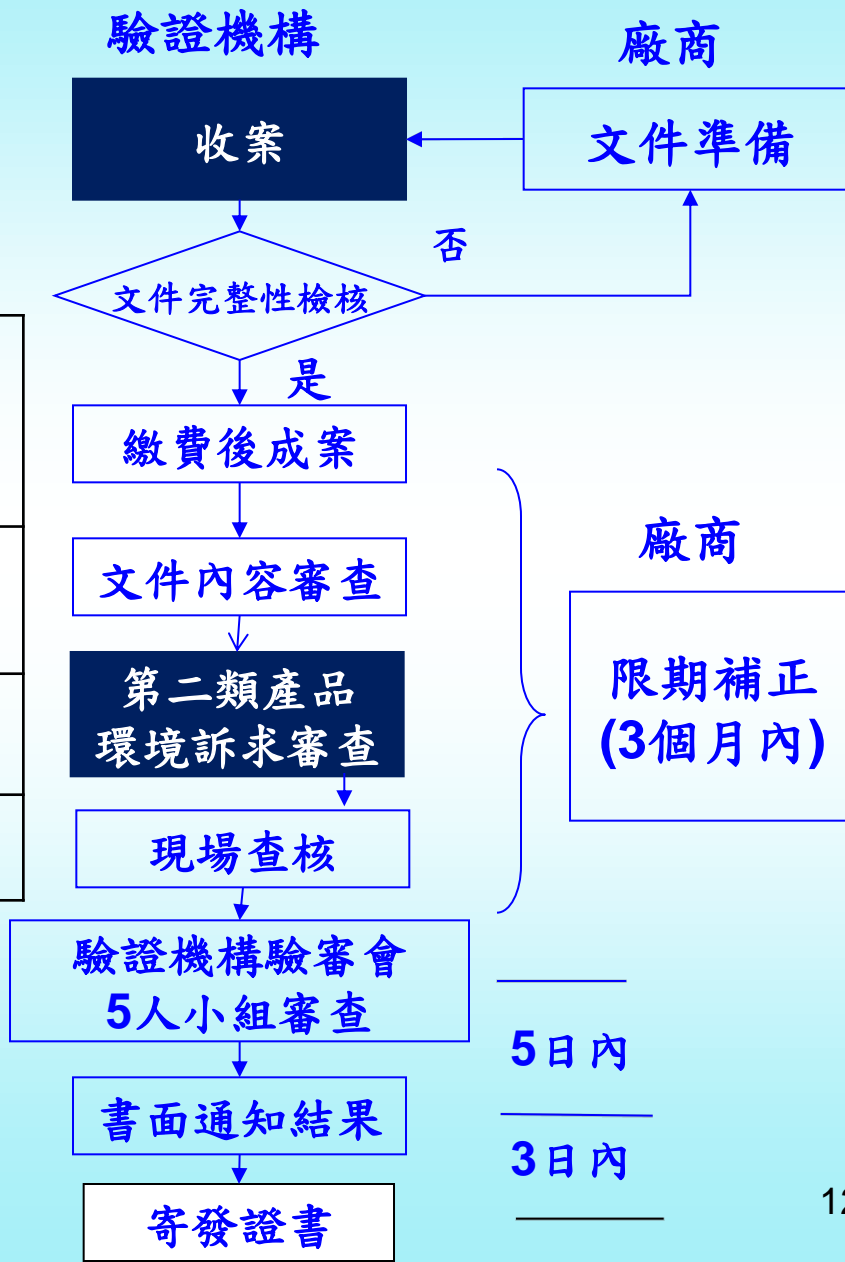 驗證機構
廠商
收案
文件準備
否
文件完整性檢核
是
繳費後成案
廠商
文件內容審查
限期補正
(3個月內)
第二類產品
環境訴求審查
現場查核
驗證機構驗審會
5人小組審查
5日內
書面通知結果
3日內
寄發證書